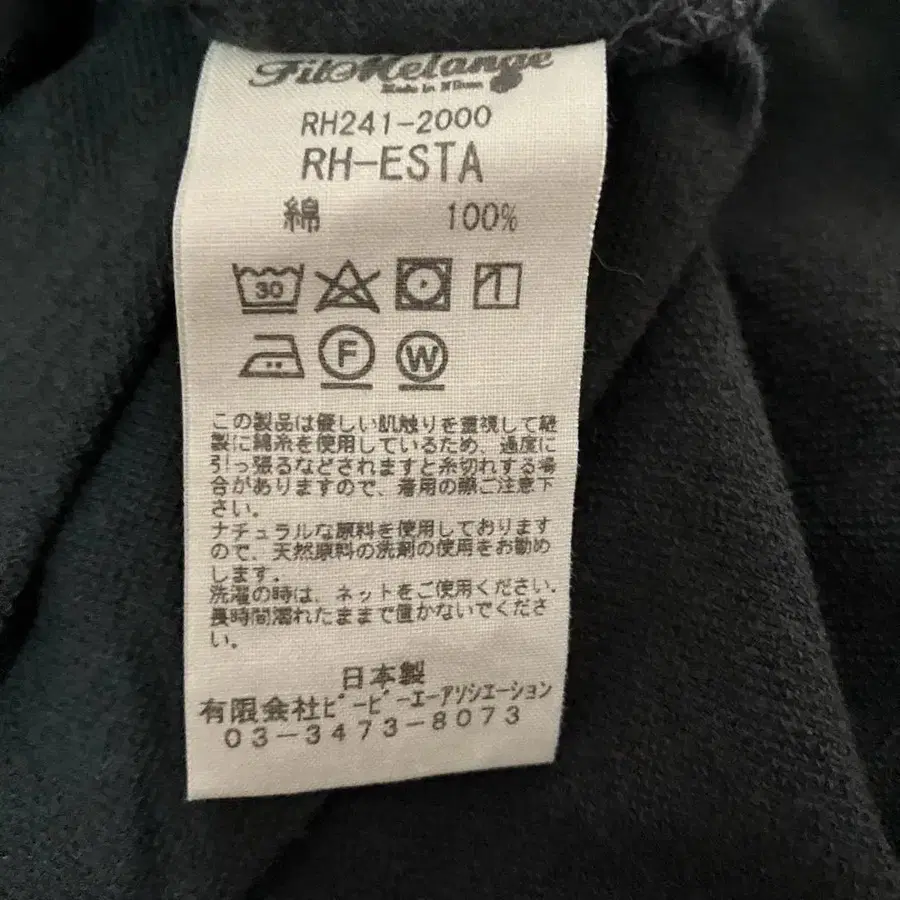 FilMelange
Made in Nihon
RH241-2000
RH-ESTA
綿 100%
30
F W
この製品は優しい肌触りを重視して縫
製に綿糸を使用しているため、過度に
引っ張るなどされますと糸切れする場
合がありますので、着用の際ご注意下
さい。
ナチュラルな原料を使用しております
ので、天然原料の洗剤の使用をお勧め
します。
洗濯の時は、ネットをご使用ください。
長時間濡れたままで置かないでくださ
い。
日本製
有限会社ビーピーエーアソシエーション
03-3473-8073